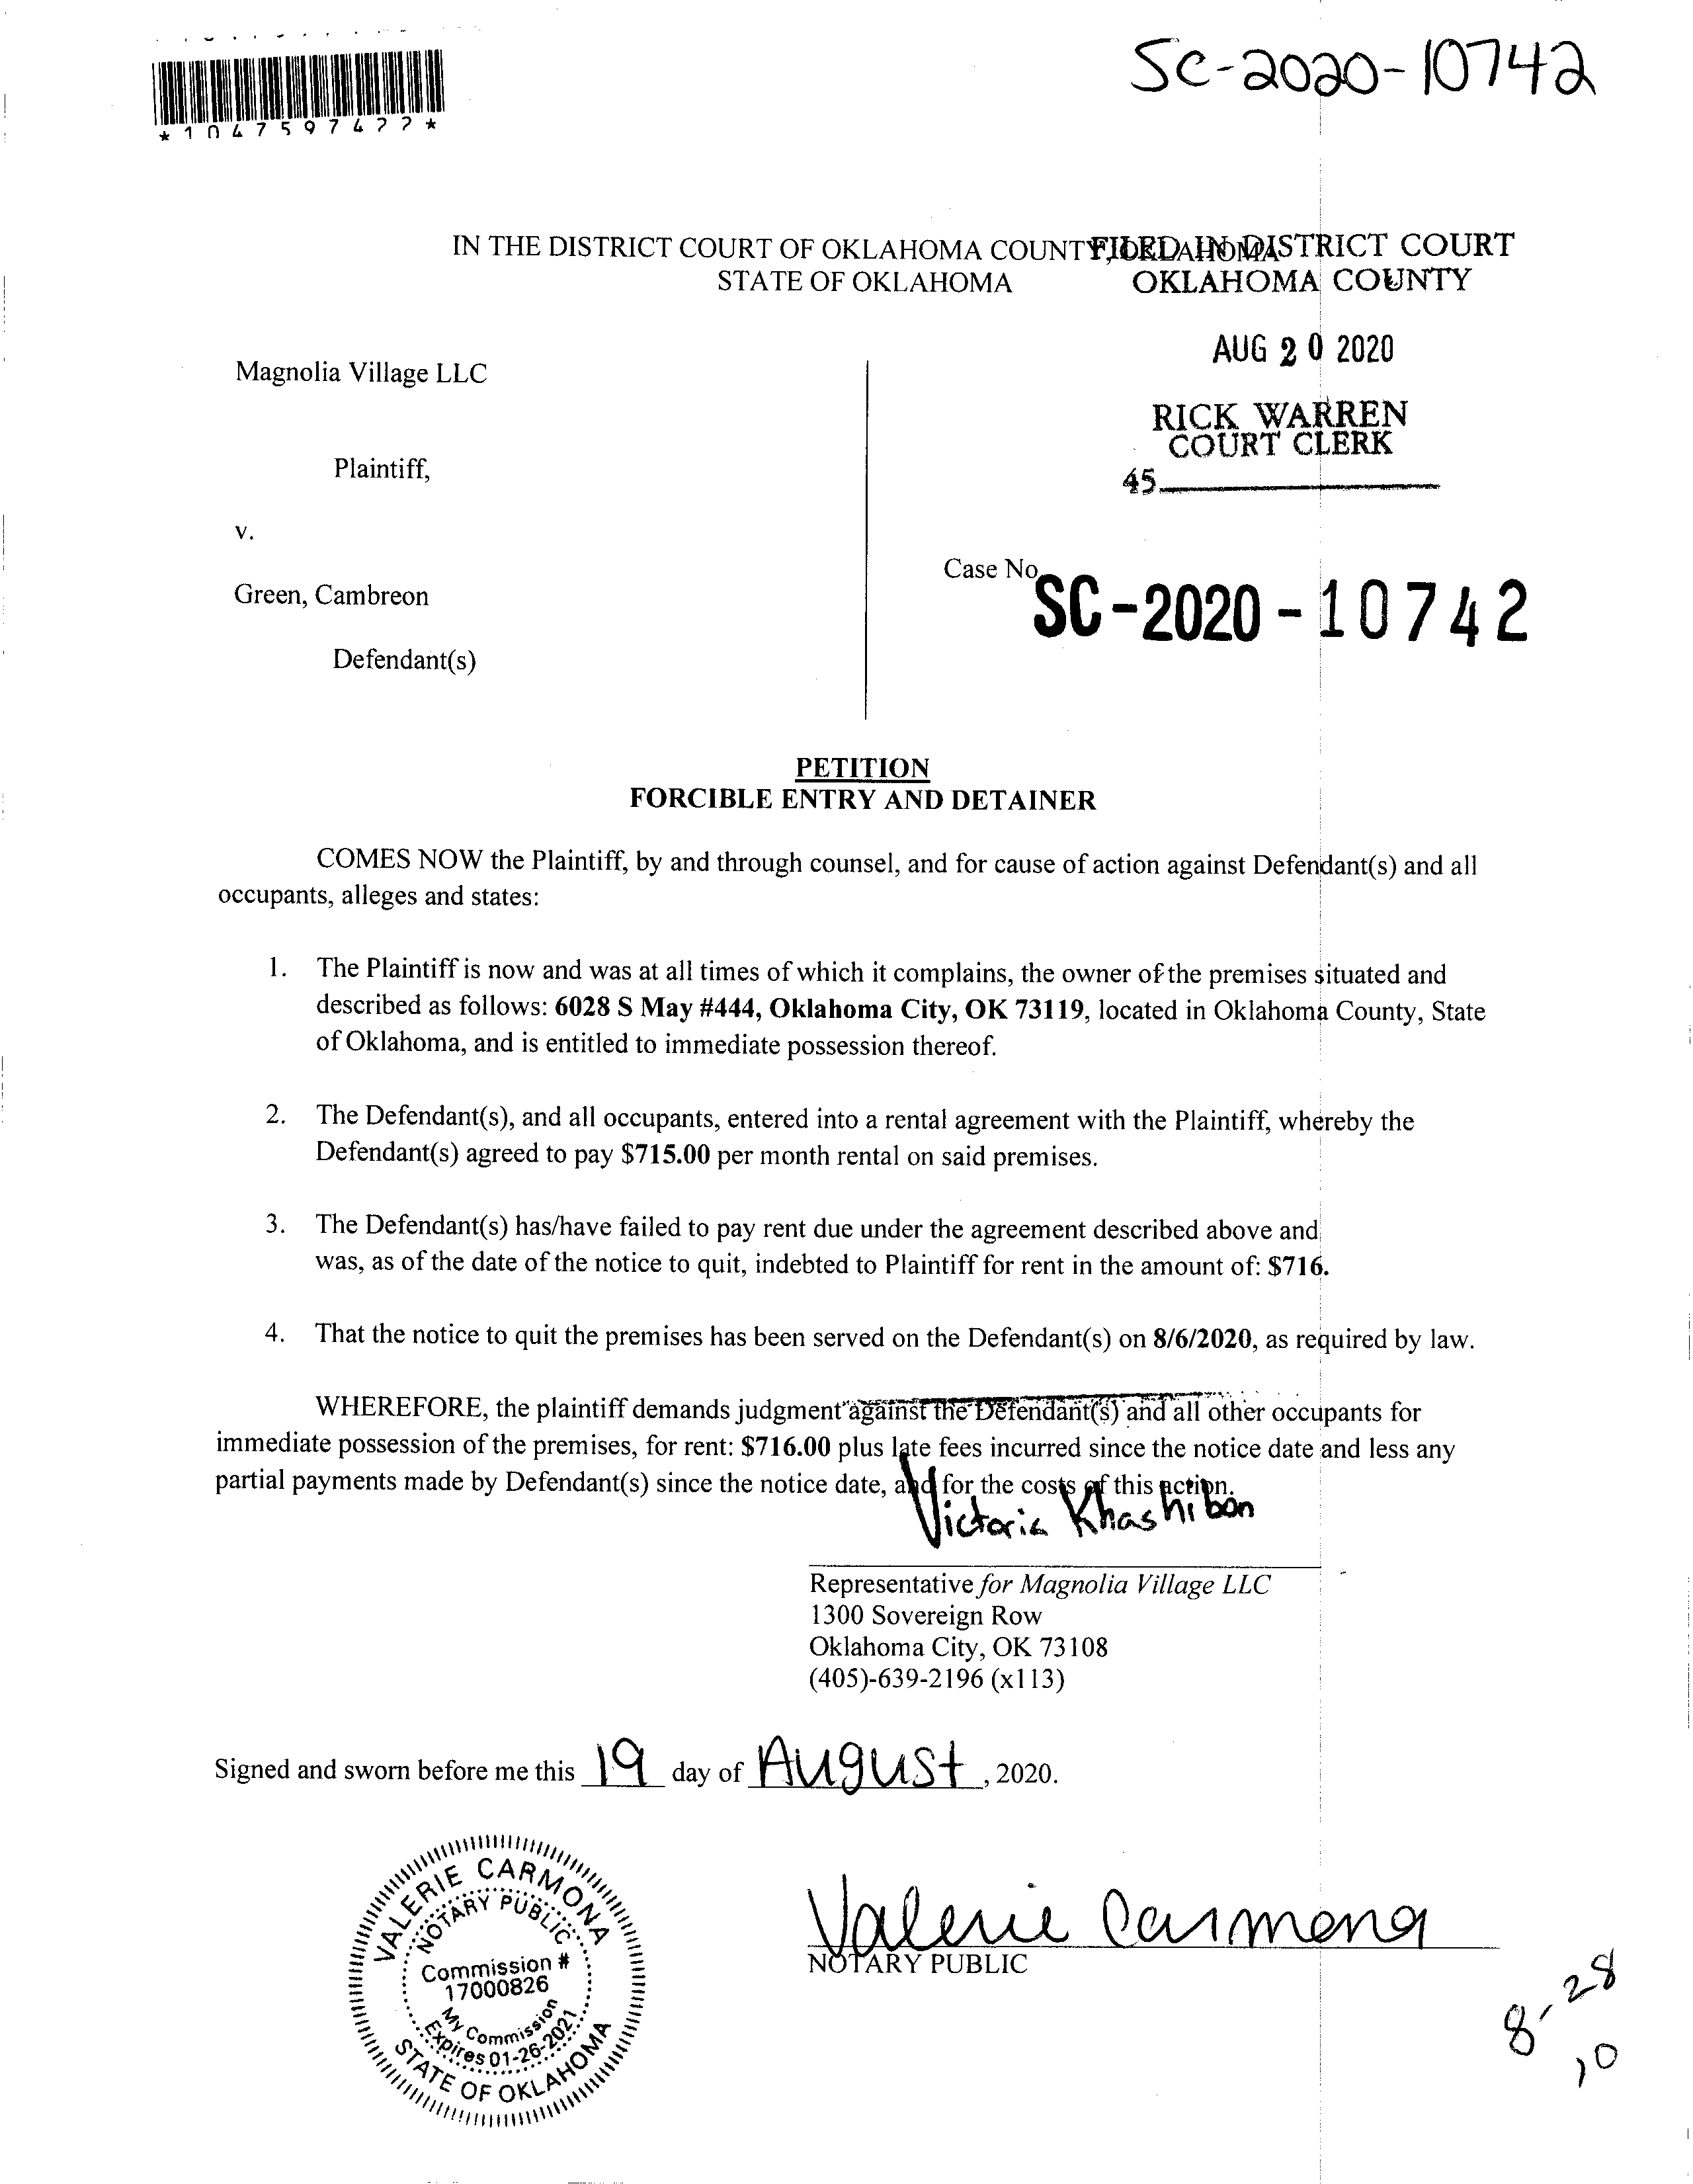 SC-2020-10742
*1047597422*
IN THE DISTRICT COURT OF OKLAHOMA COUNTY, OKLAHOMA
STATE OF OKLAHOMA
FILED IN DISTRICT COURT
OKLAHOMA COUNTY
AUG 20 2020
RICK WARREN
COURT CLERK
45
Magnolia Village LLC
Plaintiff,
v.
Green, Cambreon
Defendant(s)
Case No.
SC-2020-10742
PETITION
FORCIBLE ENTRY AND DETAINER
COMES NOW the Plaintiff, by and through counsel, and for cause of action against Defendant(s) and all
occupants, alleges and states:
1. The Plaintiff is now and was at all times of which it complains, the owner of the premises situated and
described as follows: 6028 S May #444, Oklahoma City, OK 73119, located in Oklahoma County, State
of Oklahoma, and is entitled to immediate possession thereof.
2. The Defendant(s), and all occupants, entered into a rental agreement with the Plaintiff, whereby the
Defendant(s) agreed to pay $715.00 per month rental on said premises.
3. The Defendant(s) has/have failed to pay rent due under the agreement described above and
was, as of the date of the notice to quit, indebted to Plaintiff for rent in the amount of: $716.
4. That the notice to quit the premises has been served on the Defendant(s) on 8/6/2020, as required by law.
WHEREFORE, the plaintiff demands judgment against the Defendant(s) and all other occupants for
immediate possession of the premises, for rent: $716.00 plus late fees incurred since the notice date and less any
partial payments made by Defendant(s) since the notice date, and for the costs of this action.
Victoria Khashibon
Representative for Magnolia Village LLC
1300 Sovereign Row
Oklahoma City, OK 73108
(405)-639-2196 (x113)
Signed and sworn before me this 19 day of August, 2020.
VALERIE CARMONA
NOTARY PUBLIC
Commission #
17000826
My Commission
Expires 01-26-2021
STATE OF OKLAHOMA
Valerie Carmona
NOTARY PUBLIC
8-28
10